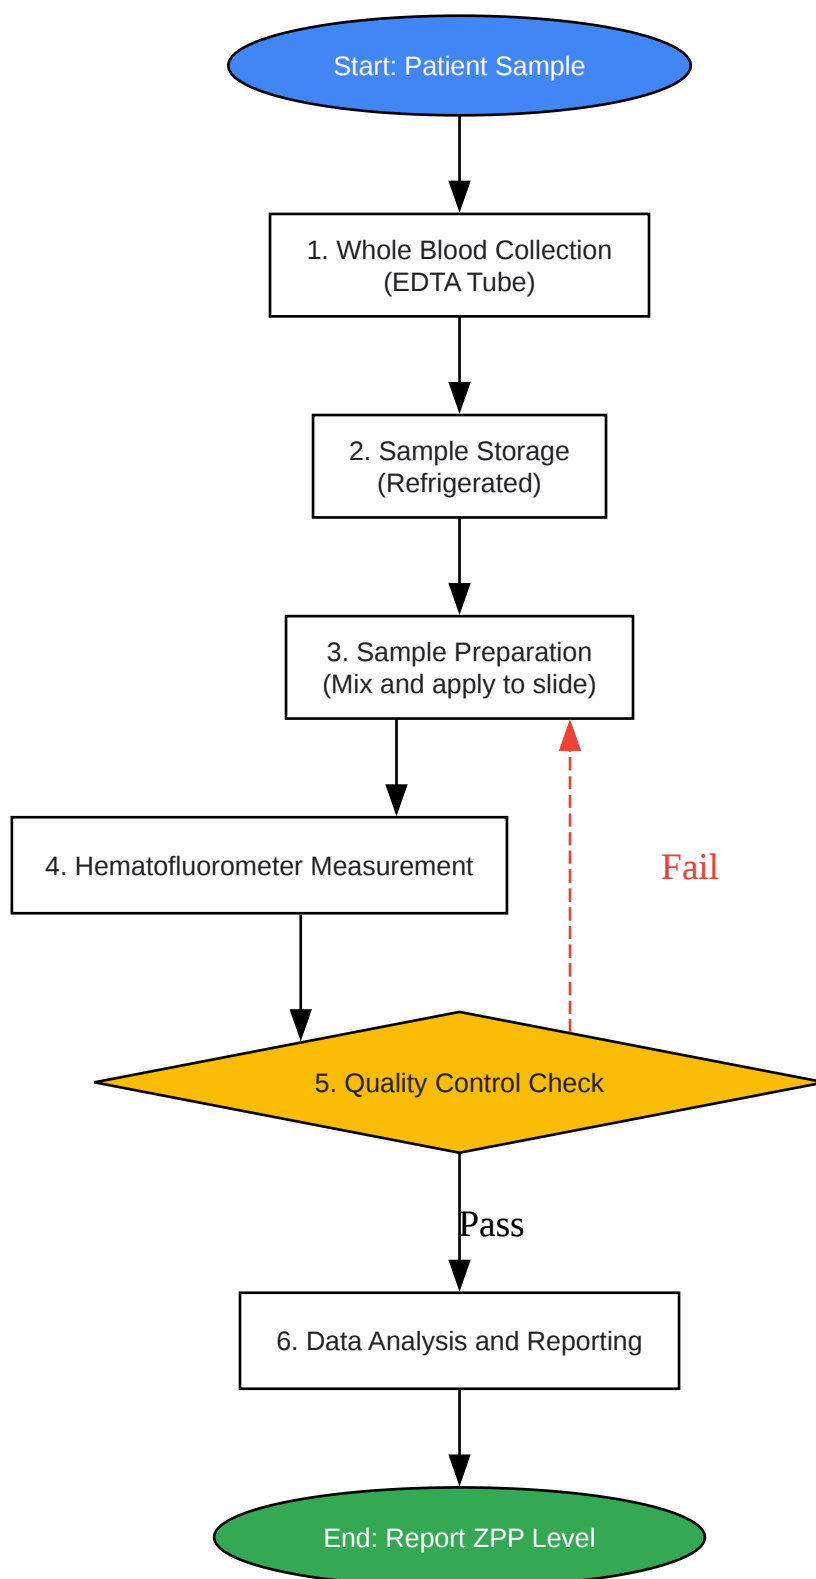 Start: Patient Sample
1. Whole Blood Collection
(EDTA Tube)
2. Sample Storage
(Refrigerated)
3. Sample Preparation
(Mix and apply to slide)
4. Hematofluorometer Measurement
Fail
5. Quality Control Check
Pass
6. Data Analysis and Reporting
End: Report ZPP Level